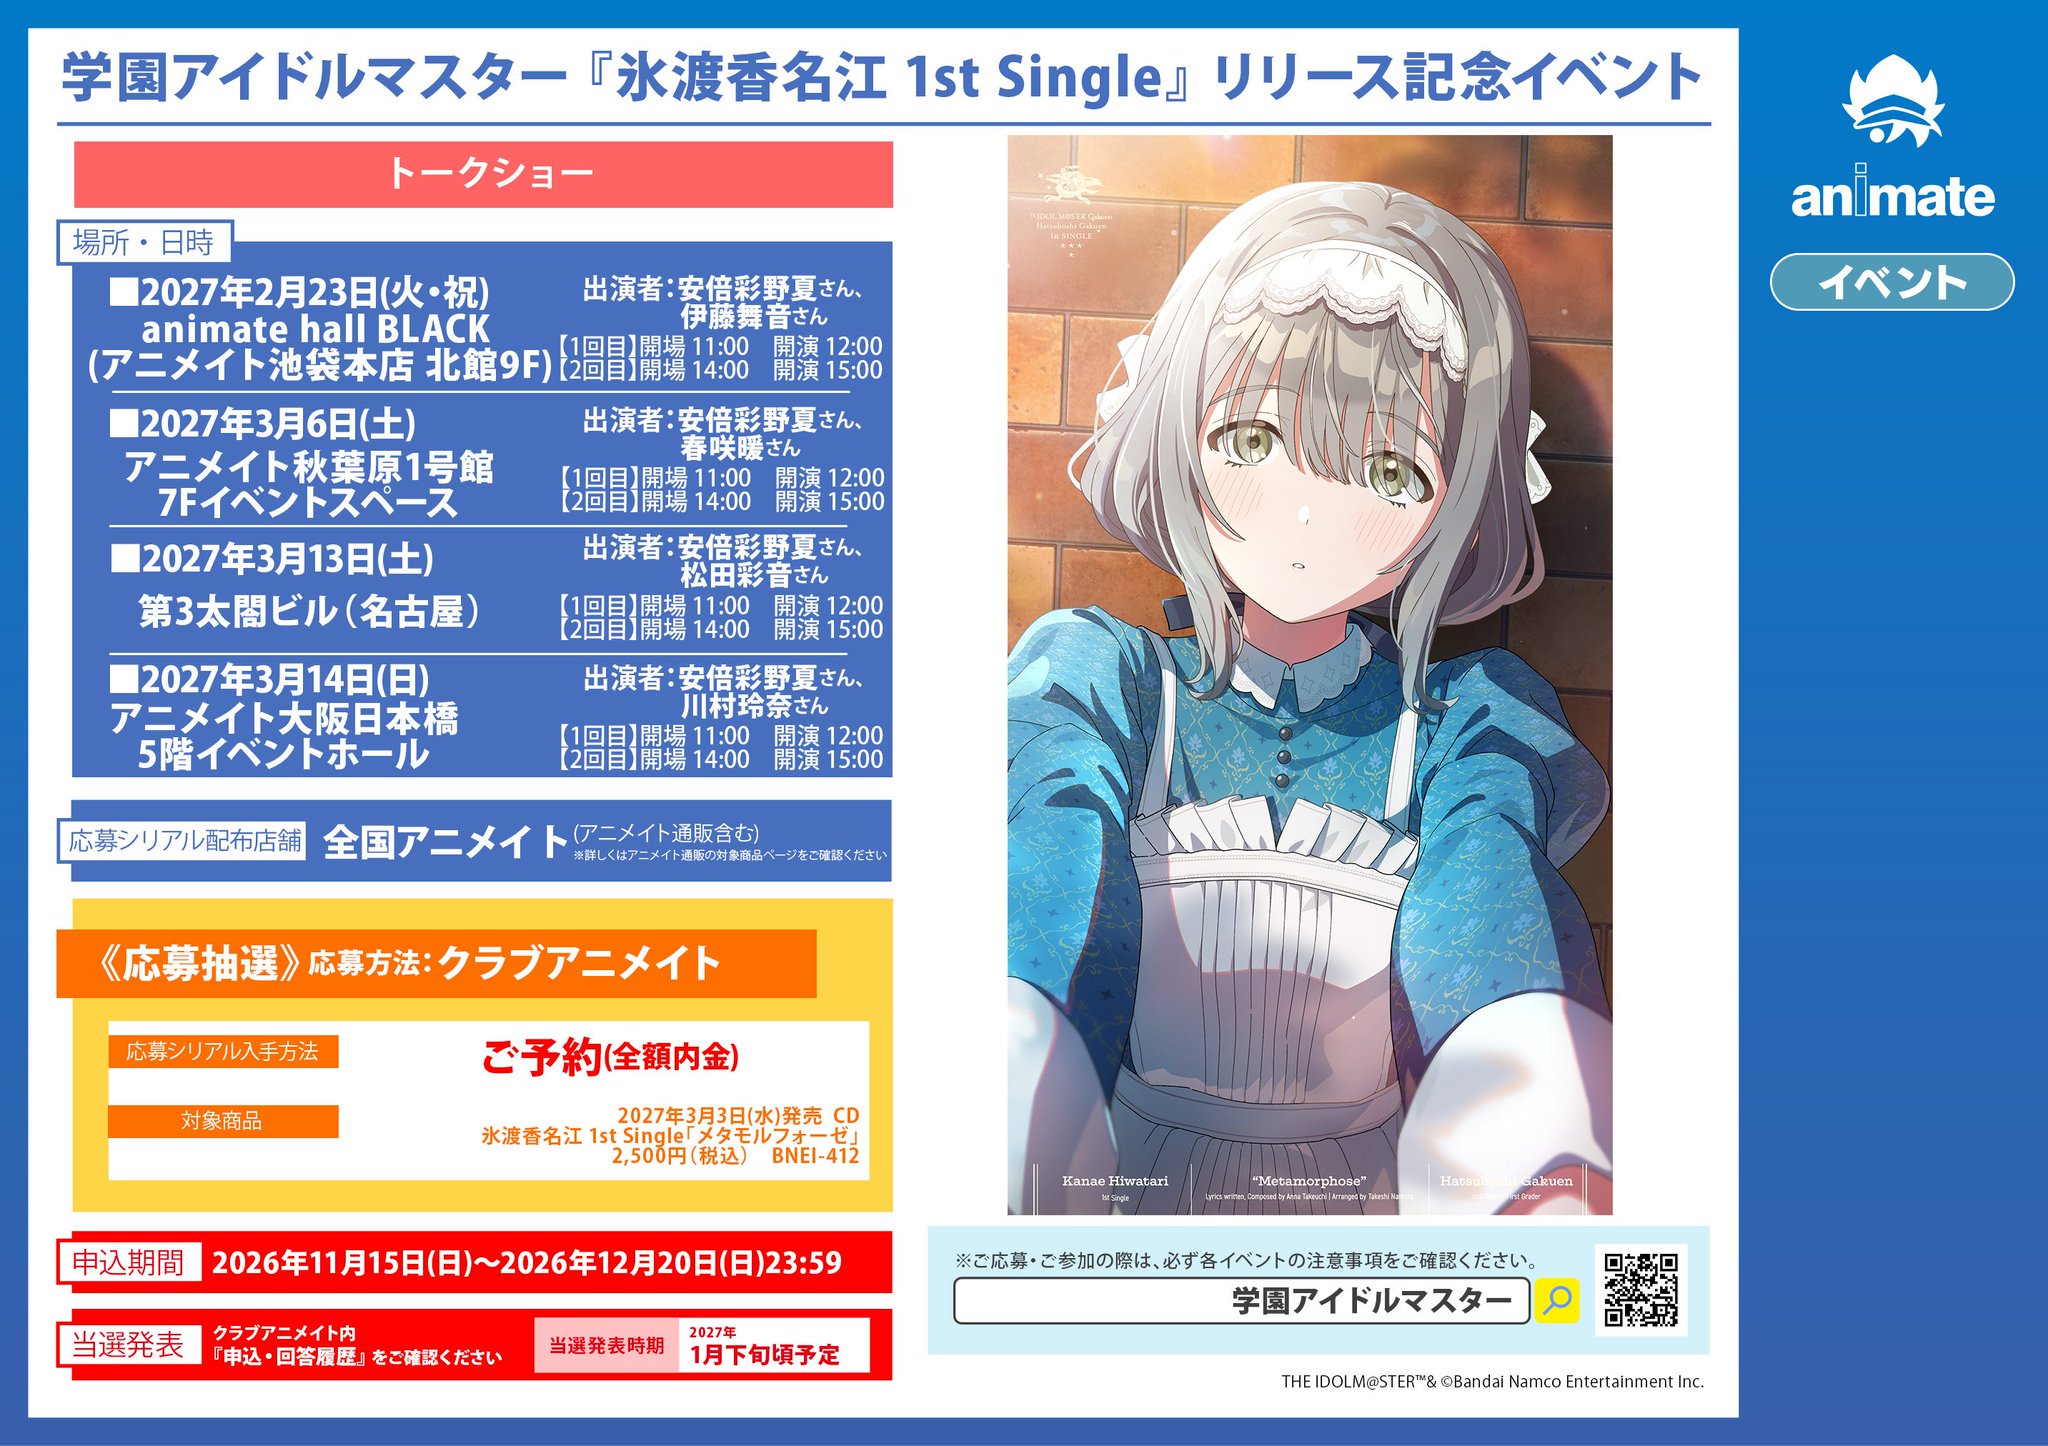 学園アイドルマスター『氷渡香名江 1st Single』リリース記念イベント
トークショー
場所・日時
■2027年2月23日(火・祝)
animate hall BLACK
(アニメイト池袋本店 北館9F)
出演者：安倍彩野夏さん、
伊藤舞音さん
【1回目】開場 11:00 開演 12:00
【2回目】開場 14:00 開演 15:00
■2027年3月6日(土)
アニメイト秋葉原1号館
7Fイベントスペース
出演者：安倍彩野夏さん、
春咲暖さん
【1回目】開場 11:00 開演 12:00
【2回目】開場 14:00 開演 15:00
■2027年3月13日(土)
第3太閤ビル（名古屋）
出演者：安倍彩野夏さん、
松田彩音さん
【1回目】開場 11:00 開演 12:00
【2回目】開場 14:00 開演 15:00
■2027年3月14日(日)
アニメイト大阪日本橋
5階イベントホール
出演者：安倍彩野夏さん、
川村玲奈さん
【1回目】開場 11:00 開演 12:00
【2回目】開場 14:00 開演 15:00
応募シリアル配布店舗
全国アニメイト(アニメイト通販含む)
※詳しくはアニメイト通販の対象商品ページをご確認ください
《応募抽選》応募方法：クラブアニメイト
応募シリアル入手方法
ご予約(全額内金)
対象商品
2027年3月3日(水)発売 CD
氷渡香名江 1st Single「メタモルフォーゼ」
2,500円（税込） BNEI-412
申込期間
2026年11月15日(日)～2026年12月20日(日)23:59
当選発表
クラブアニメイト内
『申込・回答履歴』をご確認ください
当選発表時期
2027年
1月下旬頃予定
IDOLM@STER Gakuen
Hatsuboshi Gakuen
1st SINGLE
Kanae Hiwatari
1st Single
"Metamorphose"
Lyrics written, Composed by Anna Takeuchi | Arranged by Takeshi
Hatsuboshi Gakuen
First Grader
※ご応募・ご参加の際は、必ず各イベントの注意事項をご確認ください。
学園アイドルマスター
THE IDOLM@STER™& ©Bandai Namco Entertainment Inc.
animate
イベント